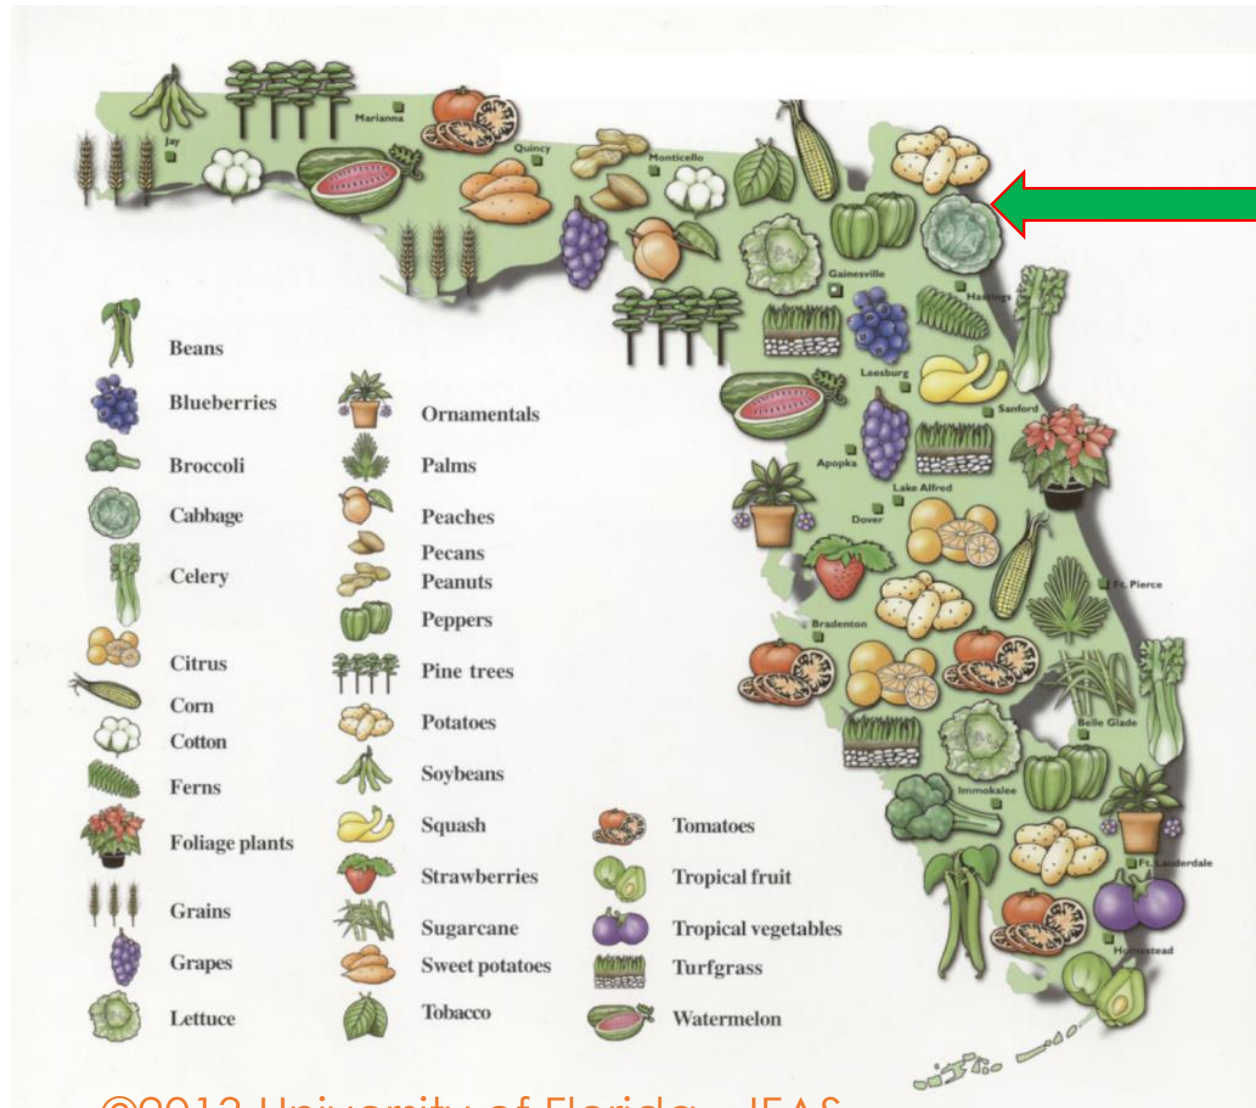 Marianna
Jay
Quincy
Monticello
Gainesville
Hastings
Leesburg
Sanford
Apopka
Lake Alfred
Dover
Ft. Pierce
Bradenton
Belle Glade
Immokalee
Ft. Lauderdale
Homestead
Beans
Blueberries
Broccoli
Cabbage
Celery
Citrus
Corn
Cotton
Ferns
Foliage plants
Grains
Grapes
Lettuce
Ornamentals
Palms
Peaches
Pecans
Peanuts
Peppers
Pine trees
Potatoes
Soybeans
Squash
Strawberries
Sugarcane
Sweet potatoes
Tobacco
Tomatoes
Tropical fruit
Tropical vegetables
Turfgrass
Watermelon
©2013 University of Florida - IFAS